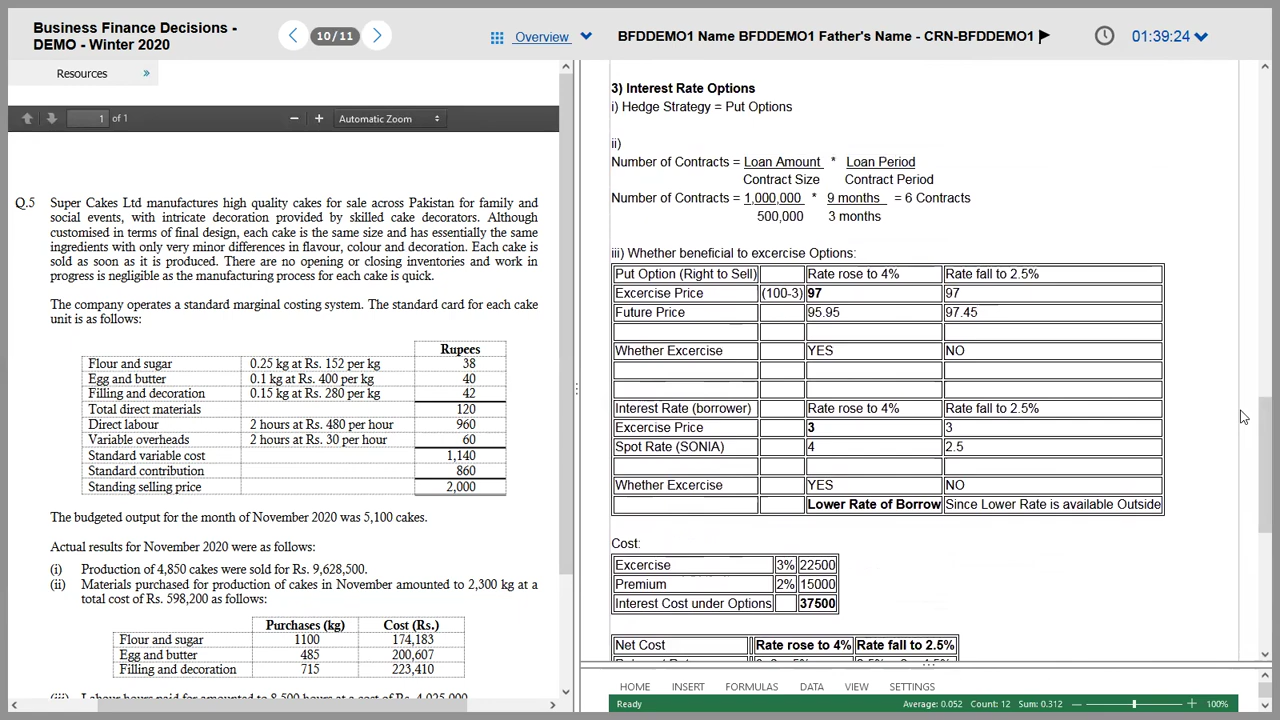 Business Finance Decisions -
DEMO - Winter 2020
10/11
Overview
BFDDEMO1 Name BFDDEMO1 Father's Name - CRN-BFDDEMO1
01:39:24
Resources »
1 of 1
− + Automatic Zoom
Q.5 Super Cakes Ltd manufactures high quality cakes for sale across Pakistan for family and
social events, with intricate decoration provided by skilled cake decorators. Although
customised in terms of final design, each cake is the same size and has essentially the same
ingredients with only very minor differences in flavour, colour and decoration. Each cake is
sold as soon as it is produced. There are no opening or closing inventories and work in
progress is negligible as the manufacturing process for each cake is quick.
The company operates a standard marginal costing system. The standard card for each cake
unit is as follows:
Rupees
Flour and sugar 0.25 kg at Rs. 152 per kg 38
Egg and butter 0.1 kg at Rs. 400 per kg 40
Filling and decoration 0.15 kg at Rs. 280 per kg 42
Total direct materials 120
Direct labour 2 hours at Rs. 480 per hour 960
Variable overheads 2 hours at Rs. 30 per hour 60
Standard variable cost 1,140
Standard contribution 860
Standing selling price 2,000
The budgeted output for the month of November 2020 was 5,100 cakes.
Actual results for November 2020 were as follows:
(i) Production of 4,850 cakes were sold for Rs. 9,628,500.
(ii) Materials purchased for production of cakes in November amounted to 2,300 kg at a
total cost of Rs. 598,200 as follows:
Purchases (kg) Cost (Rs.)
Flour and sugar 1100 174,183
Egg and butter 485 200,607
Filling and decoration 715 223,410
(iii) Labour hours paid for amounted to 8,500 hours at a cost of Rs. 4,025,000
3) Interest Rate Options
i) Hedge Strategy = Put Options
ii)
Number of Contracts = Loan Amount * Loan Period
Contract Size Contract Period
Number of Contracts = 1,000,000 * 9 months = 6 Contracts
500,000 3 months
iii) Whether beneficial to excercise Options:
Put Option (Right to Sell) Rate rose to 4% Rate fall to 2.5%
Excercise Price (100-3) 97 97
Future Price 95.95 97.45
Whether Excercise YES NO
Interest Rate (borrower) Rate rose to 4% Rate fall to 2.5%
Excercise Price 3 3
Spot Rate (SONIA) 4 2.5
Whether Excercise YES NO
Lower Rate of Borrow Since Lower Rate is available Outside
Cost:
Excercise 3% 22500
Premium 2% 15000
Interest Cost under Options 37500
Net Cost Rate rose to 4% Rate fall to 2.5%
HOME INSERT FORMULAS DATA VIEW SETTINGS
Ready Average: 0.052 Count: 12 Sum: 0.312 − + 100%